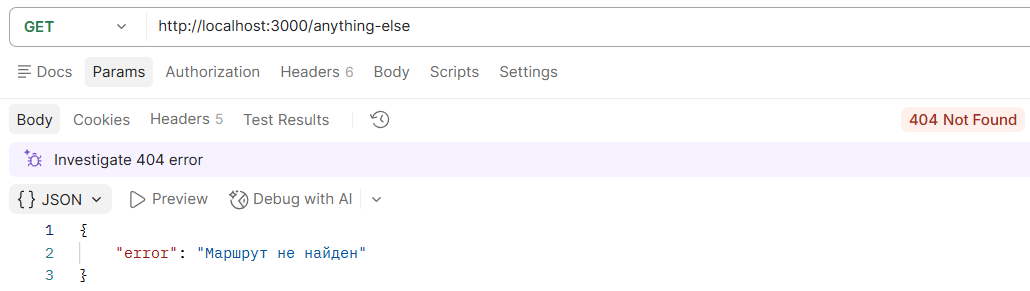 GET http://localhost:3000/anything-else
Docs Params Authorization Headers 6 Body Scripts Settings
Body Cookies Headers 5 Test Results 404 Not Found
Investigate 404 error
{} JSON Preview Debug with AI
1 {
2 "error": "Маршрут не найден"
3 }